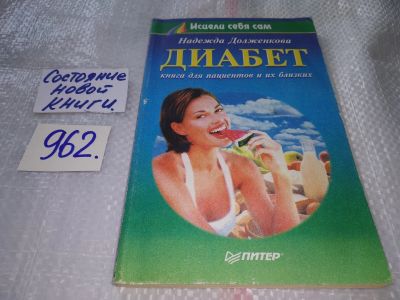 Состояние
новой
книги.
962.
Исцели себя сам
Надежда Долженкова
ДИАБЕТ
книга для пациентов и их близких
ПИТЕР